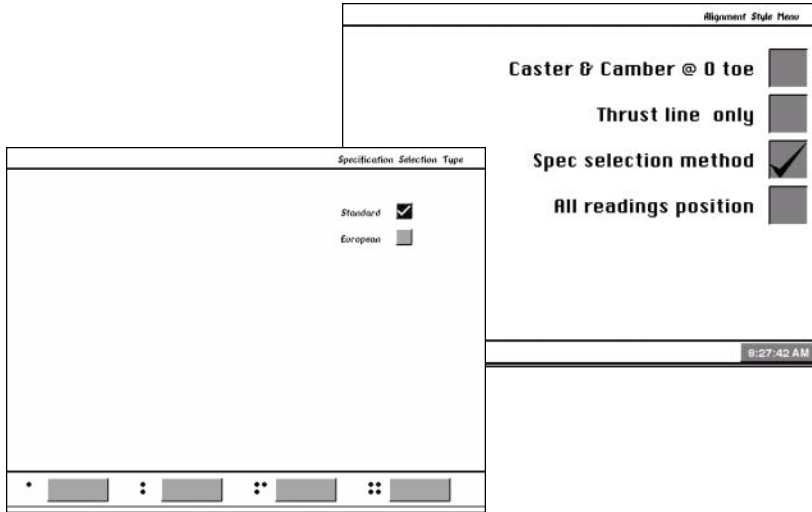 Alignment Style Menu
Caster & Camber @ 0 toe
Thrust line only
Spec selection method
All readings position
8:27:42 AM
Specification Selection Type
Standard
European